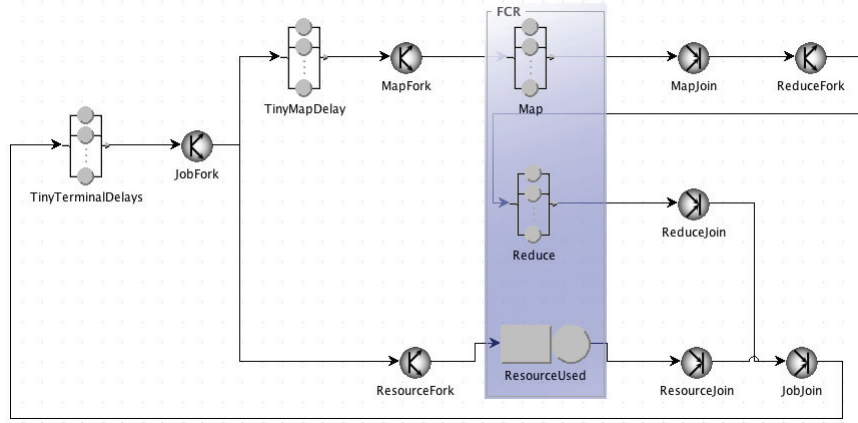 FCR
TinyMapDelay
MapFork
Map
MapJoin
ReduceFork
TinyTerminalDelays
JobFork
Reduce
ReduceJoin
ResourceFork
ResourceUsed
ResourceJoin
JobJoin